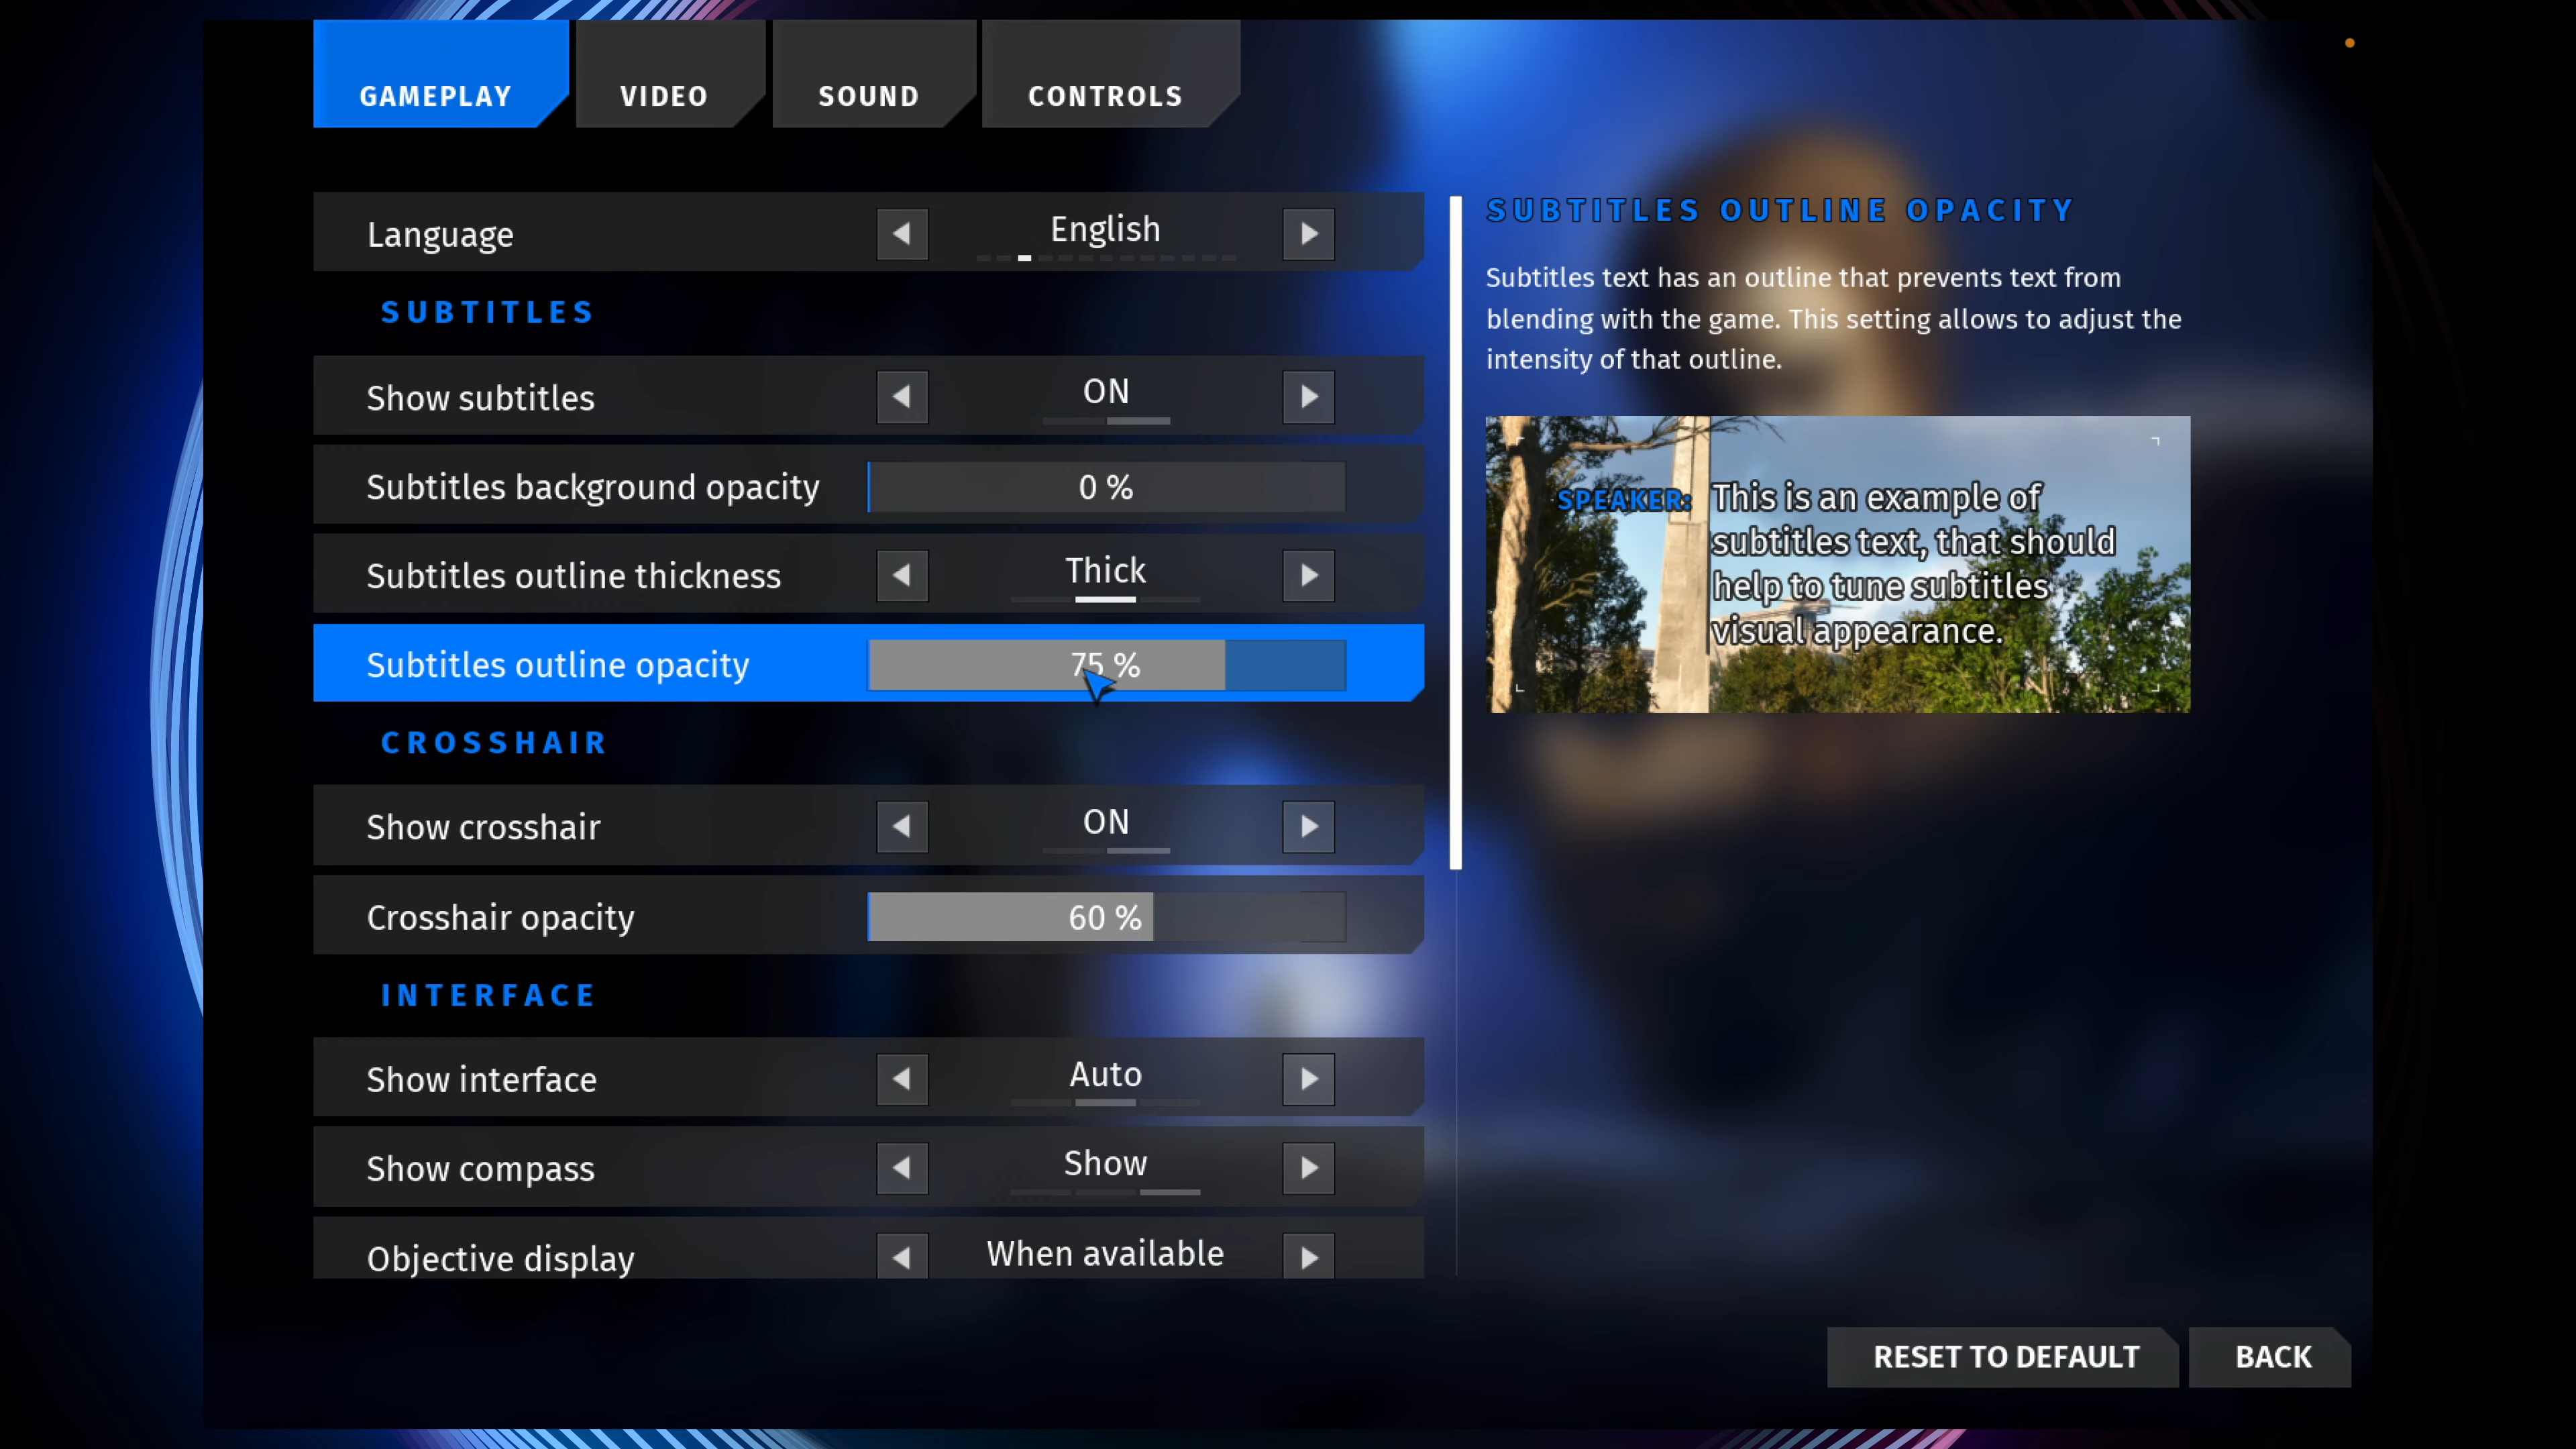 GAMEPLAY VIDEO SOUND CONTROLS
Language English
SUBTITLES
Show subtitles ON
Subtitles background opacity 0 %
Subtitles outline thickness Thick
Subtitles outline opacity 75 %
CROSSHAIR
Show crosshair ON
Crosshair opacity 60 %
INTERFACE
Show interface Auto
Show compass Show
Objective display When available
SUBTITLES OUTLINE OPACITY
Subtitles text has an outline that prevents text from
blending with the game. This setting allows to adjust the
intensity of that outline.
SPEAKER: This is an example of
subtitles text, that should
help to tune subtitles
visual appearance.
RESET TO DEFAULT BACK